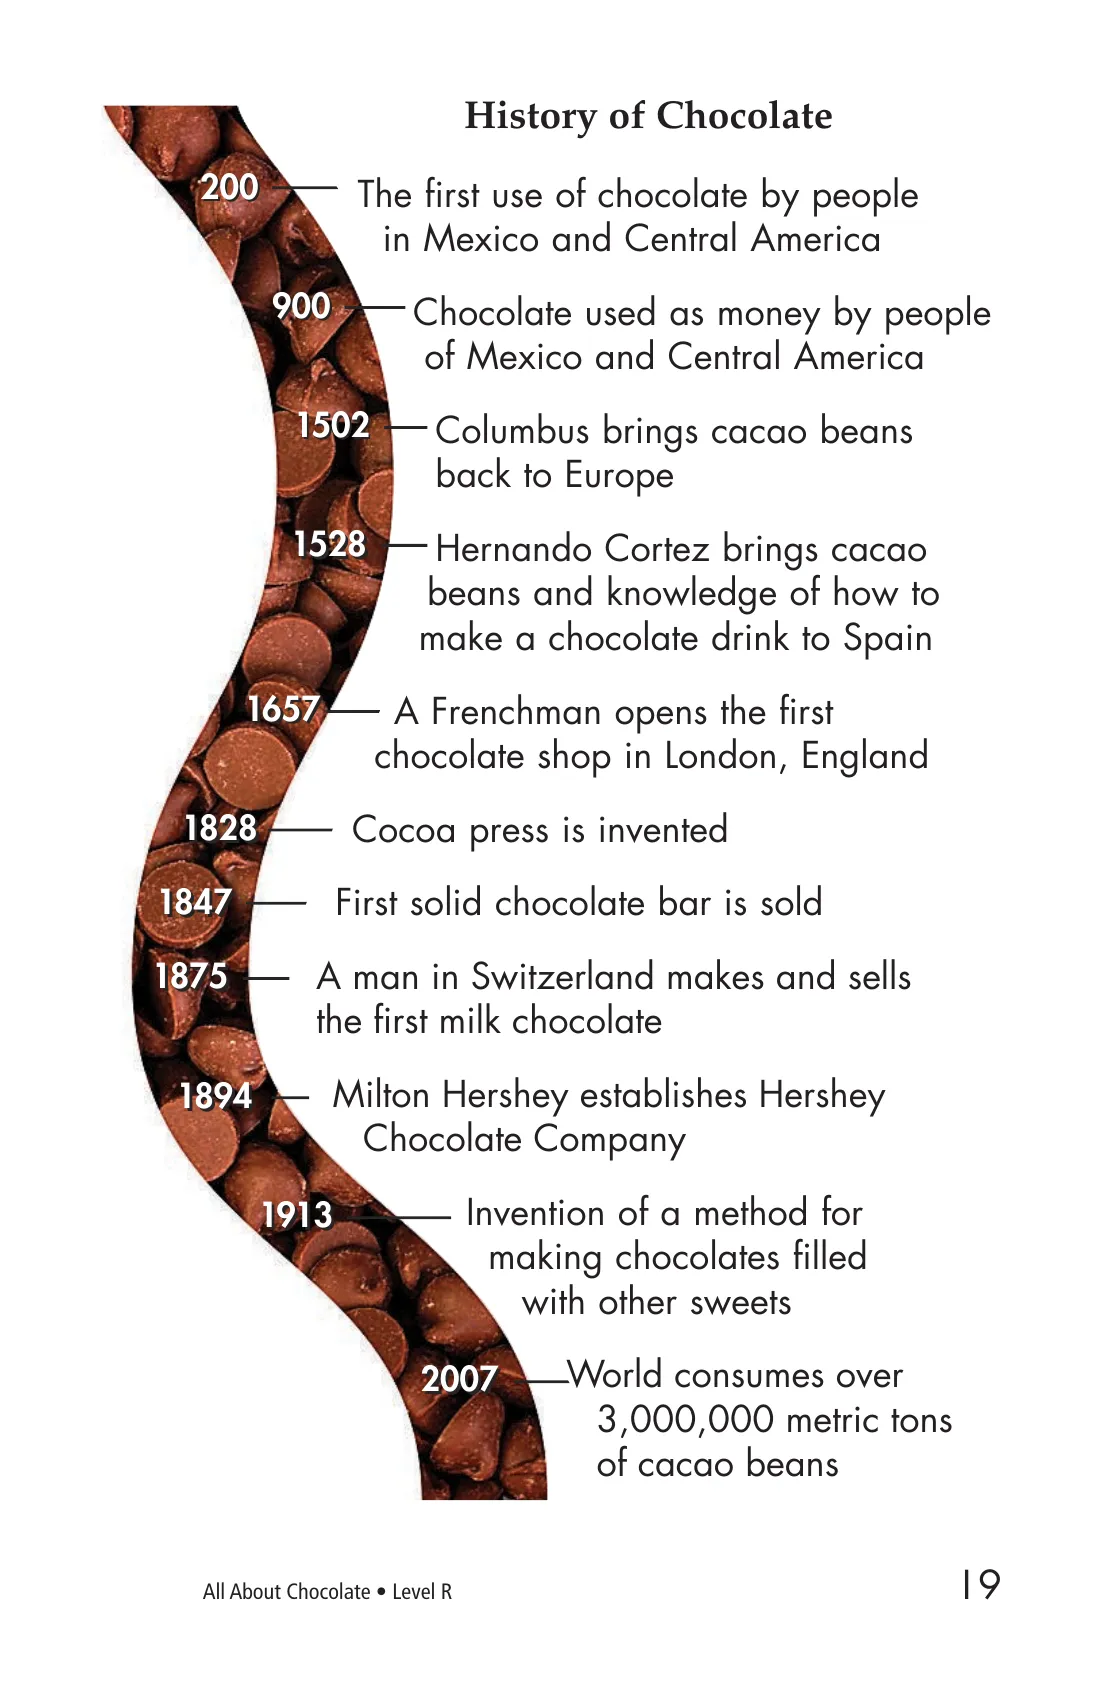 History of Chocolate
200
The first use of chocolate by people
in Mexico and Central America
900
Chocolate used as money by people
of Mexico and Central America
1502
Columbus brings cacao beans
back to Europe
1528
Hernando Cortez brings cacao
beans and knowledge of how to
make a chocolate drink to Spain
1657
A Frenchman opens the first
chocolate shop in London, England
1828
Cocoa press is invented
1847
First solid chocolate bar is sold
1875
A man in Switzerland makes and sells
the first milk chocolate
1894
Milton Hershey establishes Hershey
Chocolate Company
1913
Invention of a method for
making chocolates filled
with other sweets
2007
World consumes over
3,000,000 metric tons
of cacao beans
All About Chocolate • Level R
19